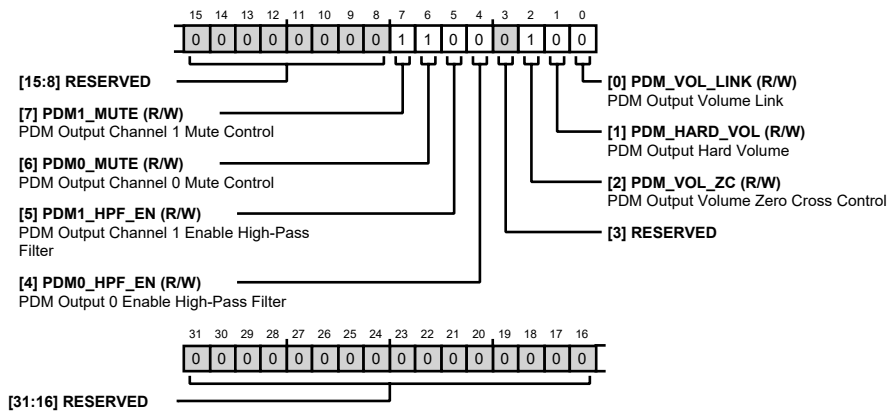 15 14 13 12 11 10 9 8 7 6 5 4 3 2 1 0
0 0 0 0 0 0 0 0 1 1 0 0 0 1 0 0
[15:8] RESERVED
[7] PDM1_MUTE (R/W)
PDM Output Channel 1 Mute Control
[6] PDM0_MUTE (R/W)
PDM Output Channel 0 Mute Control
[5] PDM1_HPF_EN (R/W)
PDM Output Channel 1 Enable High-Pass
Filter
[4] PDM0_HPF_EN (R/W)
PDM Output 0 Enable High-Pass Filter
[0] PDM_VOL_LINK (R/W)
PDM Output Volume Link
[1] PDM_HARD_VOL (R/W)
PDM Output Hard Volume
[2] PDM_VOL_ZC (R/W)
PDM Output Volume Zero Cross Control
[3] RESERVED
31 30 29 28 27 26 25 24 23 22 21 20 19 18 17 16
0 0 0 0 0 0 0 0 0 0 0 0 0 0 0 0
[31:16] RESERVED